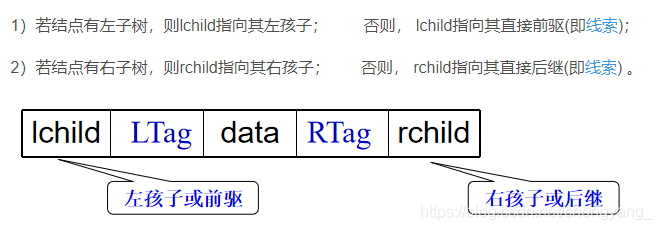 1）若结点有左子树，则lchild指向其左孩子； 否则， lchild指向其直接前驱(即线索)；
2）若结点有右子树，则rchild指向其右孩子； 否则， rchild指向其直接后继(即线索) 。
lchild LTag data RTag rchild
左孩子或前驱 右孩子或后继